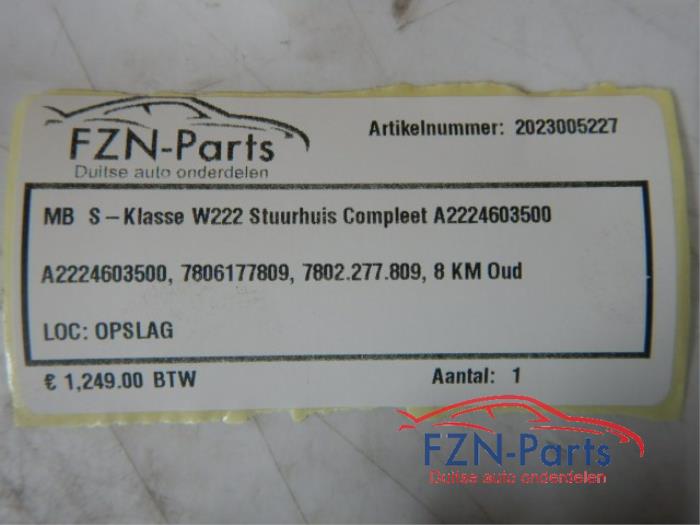 FZN-Parts
Duitse auto onderdelen
Artikelnummer: 2023005227
MB S-Klasse W222 Stuurhuis Compleet A2224603500
A2224603500, 7806177809, 7802.277.809, 8 KM Oud
LOC: OPSLAG
€ 1,249.00 BTW
Aantal: 1
FZN-Parts
Duitse auto onderdelen